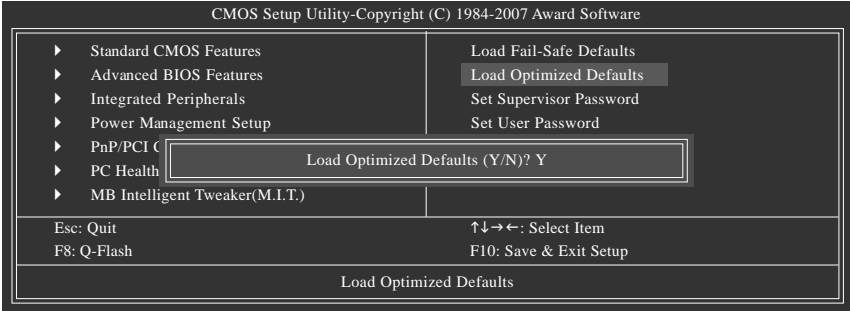 CMOS Setup Utility-Copyright (C) 1984-2007 Award Software
Standard CMOS Features
Advanced BIOS Features
Integrated Peripherals
Power Management Setup
PnP/PCI
PC Health
MB Intelligent Tweaker(M.I.T.)
Load Fail-Safe Defaults
Load Optimized Defaults
Set Supervisor Password
Set User Password
Load Optimized Defaults (Y/N)? Y
Esc: Quit
F8: Q-Flash
↑↓→←: Select Item
F10: Save & Exit Setup
Load Optimized Defaults